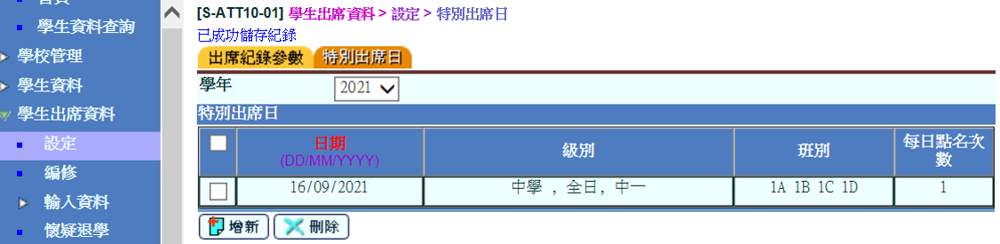 首頁
學生資料查詢
學校管理
學生資料
學生出席資料
設定
編修
輸入資料
懷疑退學
[S-ATT10-01] 學生出席資料 > 設定 > 特別出席日
已成功儲存紀錄
出席紀錄參數 特別出席日
學年 2021
特別出席日
日期 (DD/MM/YYYY) 級別 班別 每日點名次數
16/09/2021 中學 , 全日, 中一 1A 1B 1C 1D 1
增新 刪除